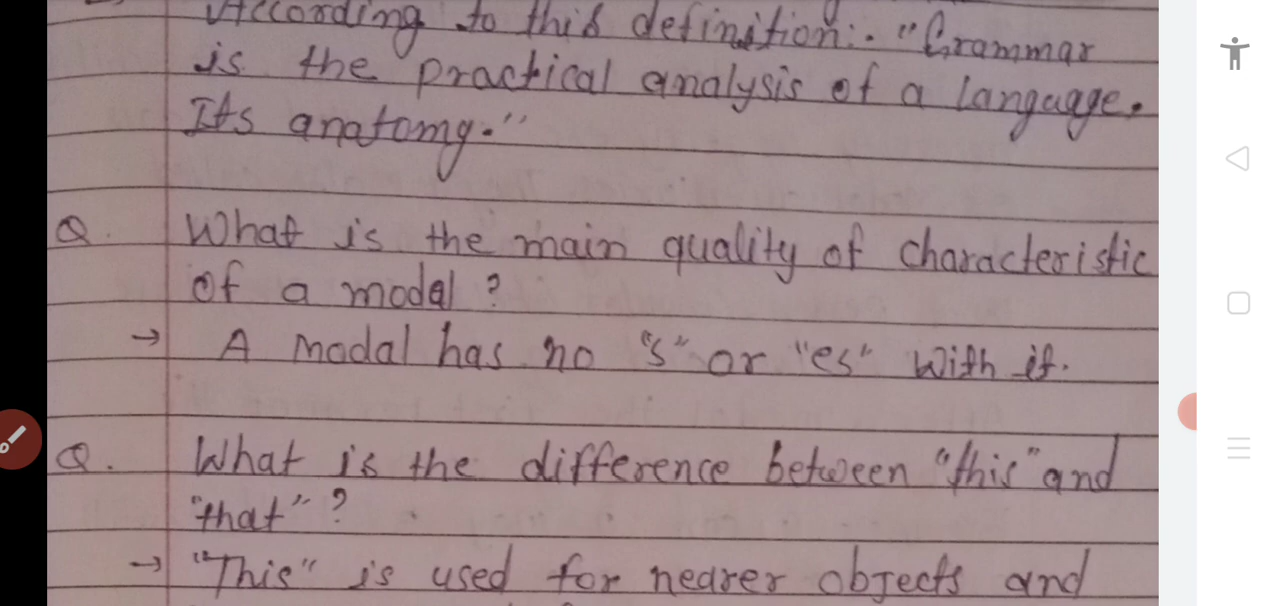 According to this definition:- "Grammar
is the practical analysis of a language.
Its anatomy."
Q. What is the main quality of characteristic
of a modal ?
→ A modal has no "s" or "es" with it.
Q. What is the difference between "this" and
"that" ?
→ "This" is used for nearer objects and